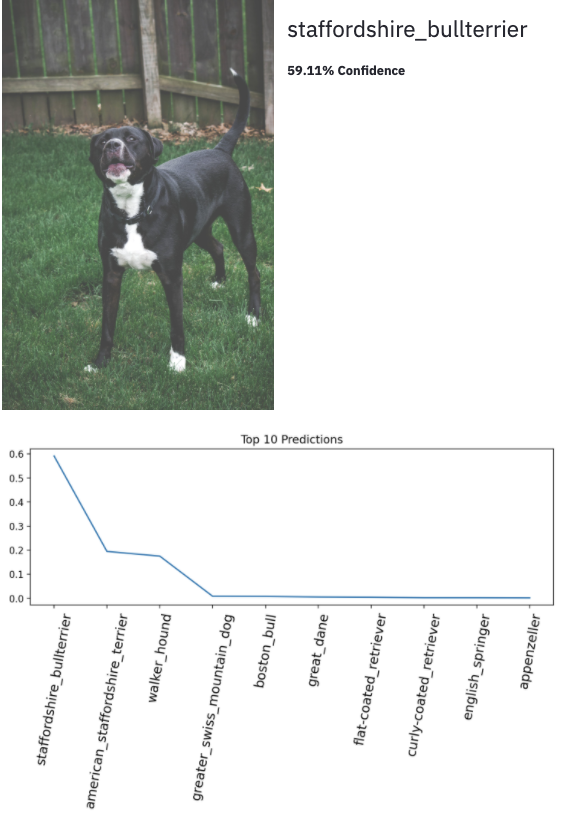 staffordshire_bullterrier
59.11% Confidence
Top 10 Predictions
0.6
0.5
0.4
0.3
0.2
0.1
0.0
staffordshire_bullterrier
american_staffordshire_terrier
walker_hound
greater_swiss_mountain_dog
boston_bull
great_dane
flat-coated_retriever
curly-coated_retriever
english_springer
appenzeller